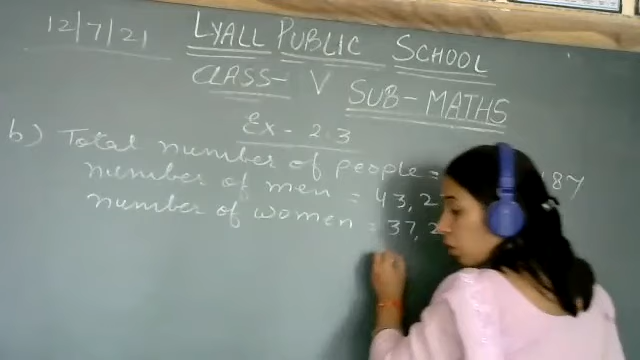 12/7/21
LYALL PUBLIC SCHOOL
CLASS- V
SUB- MATHS
Ex - 2.3
b) Total number of people = 187
number of men = 43, 2
number of women = 37, 2